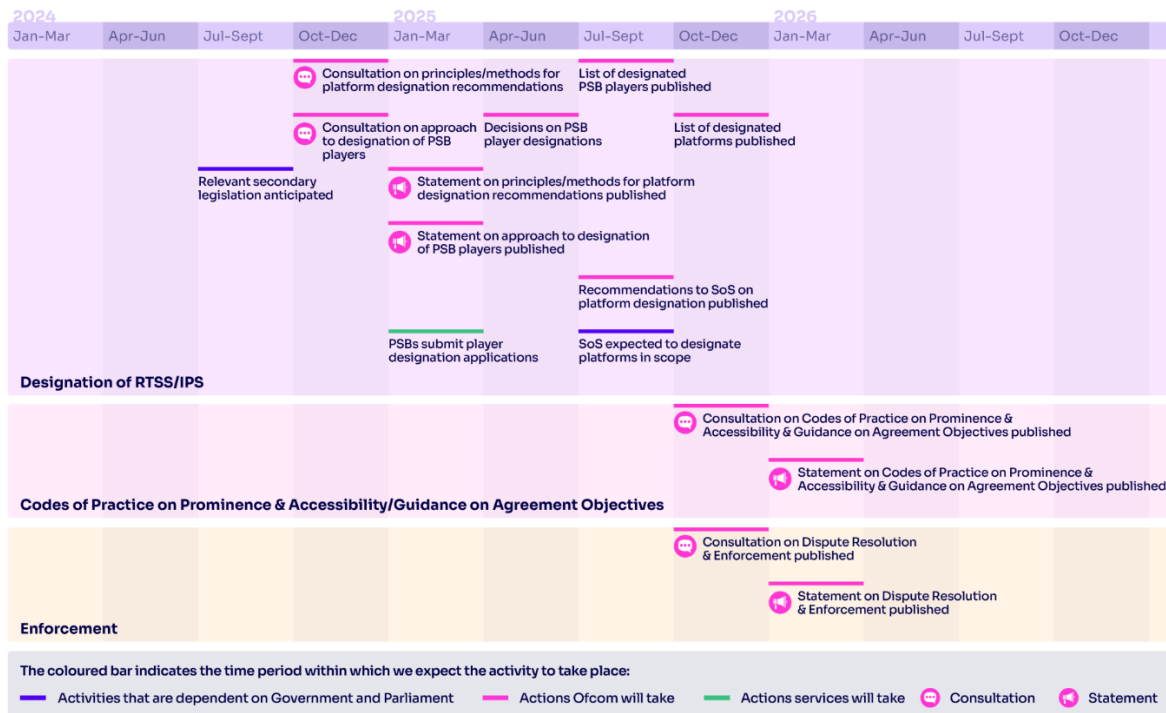 2024 2025 2026
Jan-Mar Apr-Jun Jul-Sept Oct-Dec Jan-Mar Apr-Jun Jul-Sept Oct-Dec Jan-Mar Apr-Jun Jul-Sept Oct-Dec
Consultation on principles/methods for
platform designation recommendations
List of designated
PSB players published
Consultation on approach
to designation of PSB
players
Decisions on PSB
player designations
List of designated
platforms published
Relevant secondary
legislation anticipated
Statement on principles/methods for platform
designation recommendations published
Statement on approach to designation
of PSB players published
Recommendations to SoS on
platform designation published
PSBs submit player
designation applications
SoS expected to designate
platforms in scope
Designation of RTSS/IPS
Consultation on Codes of Practice on Prominence &
Accessibility & Guidance on Agreement Objectives published
Statement on Codes of Practice on Prominence &
Accessibility & Guidance on Agreement Objectives published
Codes of Practice on Prominence & Accessibility/Guidance on Agreement Objectives
Consultation on Dispute Resolution
& Enforcement published
Statement on Dispute Resolution
& Enforcement published
Enforcement
The coloured bar indicates the time period within which we expect the activity to take place:
Activities that are dependent on Government and Parliament Actions Ofcom will take Actions services will take Consultation Statement